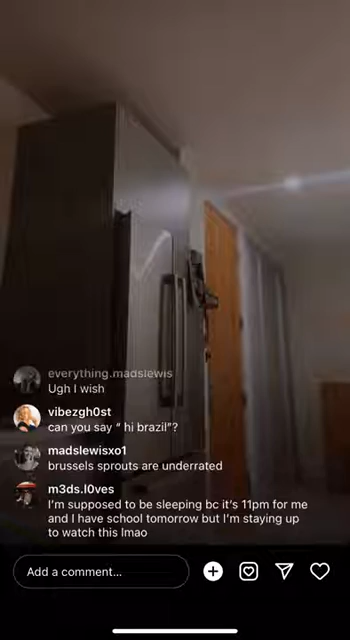 everything.madslewis
Ugh I wish
vibezgh0st
can you say “ hi brazil”?
madslewisxo1
brussels sprouts are underrated
m3ds.l0ves
I'm supposed to be sleeping bc it's 11pm for me
and I have school tomorrow but I'm staying up
to watch this lmao
Add a comment...